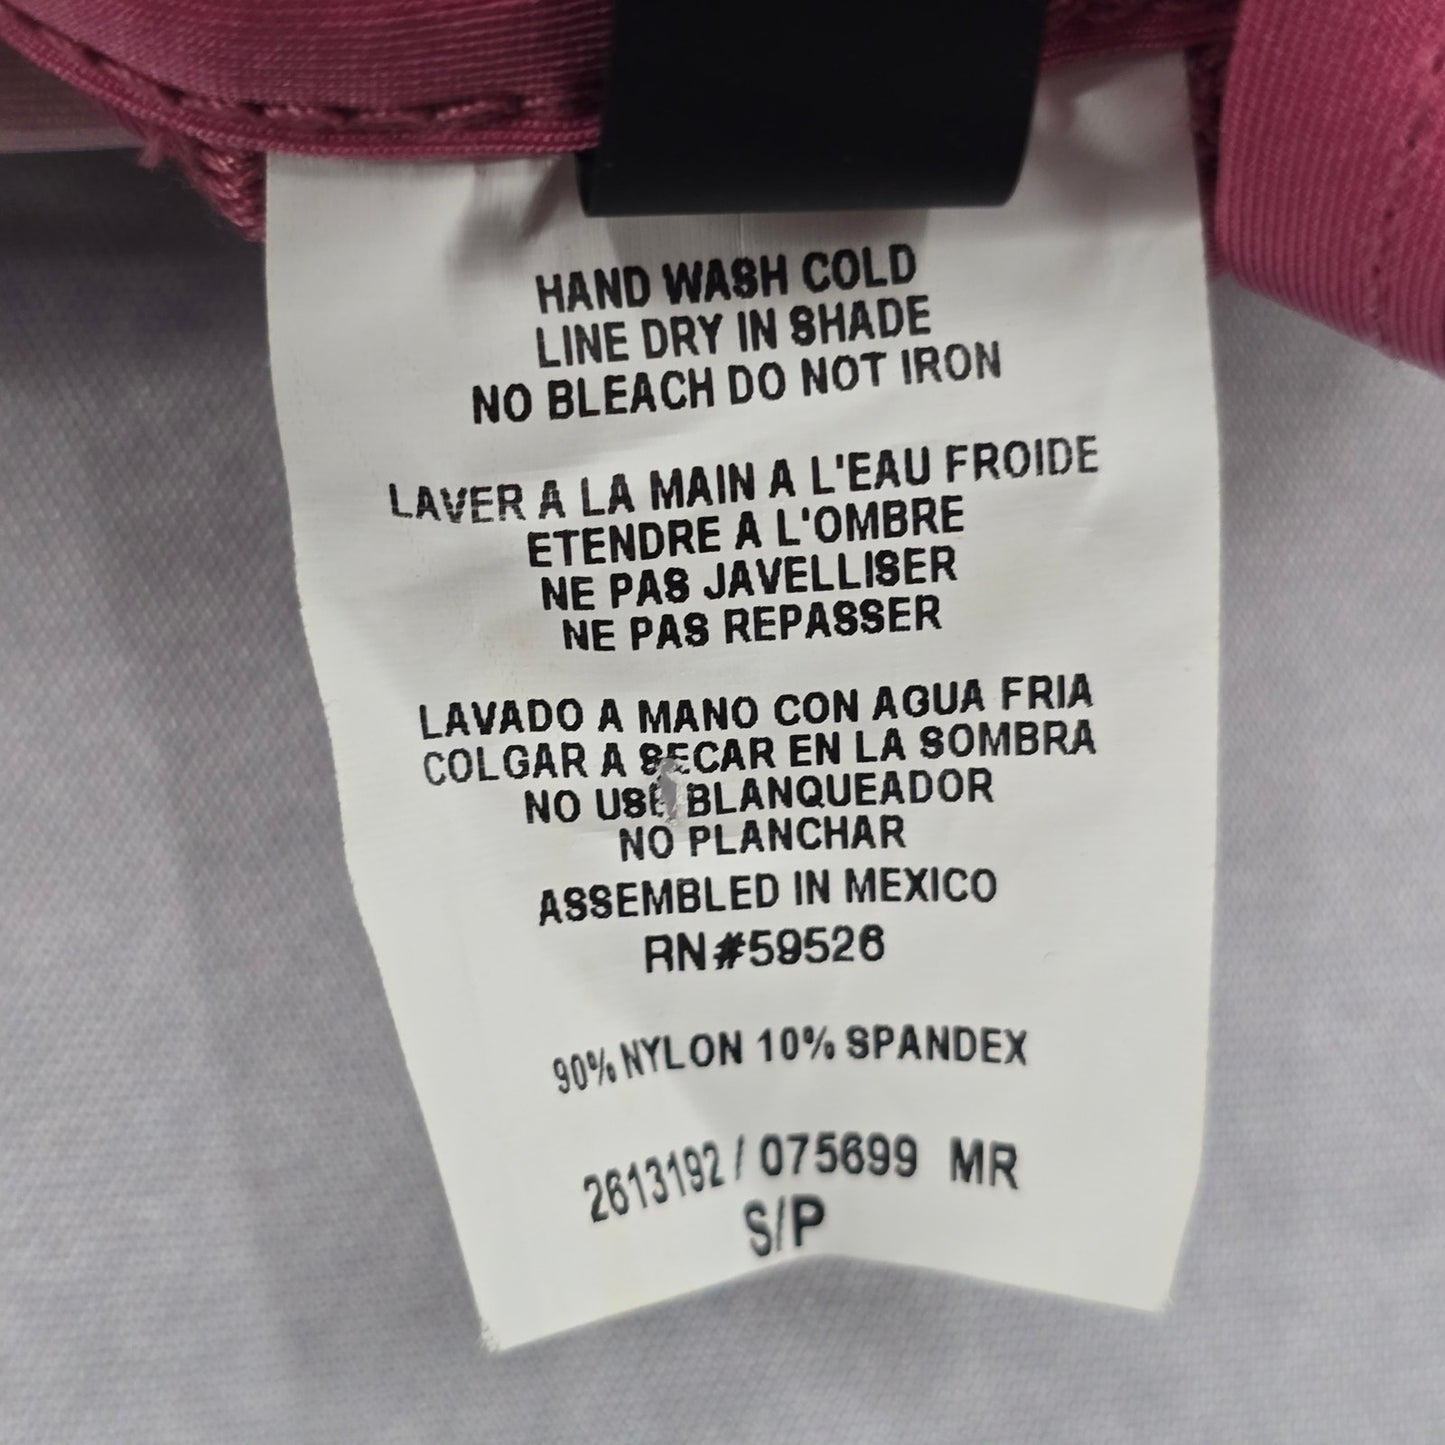 HAND WASH COLD
LINE DRY IN SHADE
NO BLEACH DO NOT IRON
LAVER A LA MAIN A L'EAU FROIDE
ETENDRE A L'OMBRE
NE PAS JAVELLISER
NE PAS REPASSER
LAVADO A MANO CON AGUA FRIA
COLGAR A SECAR EN LA SOMBRA
NO USE BLANQUEADOR
NO PLANCHAR
ASSEMBLED IN MEXICO
RN#59526
90% NYLON 10% SPANDEX
2613192 / 075699 MR
S/P